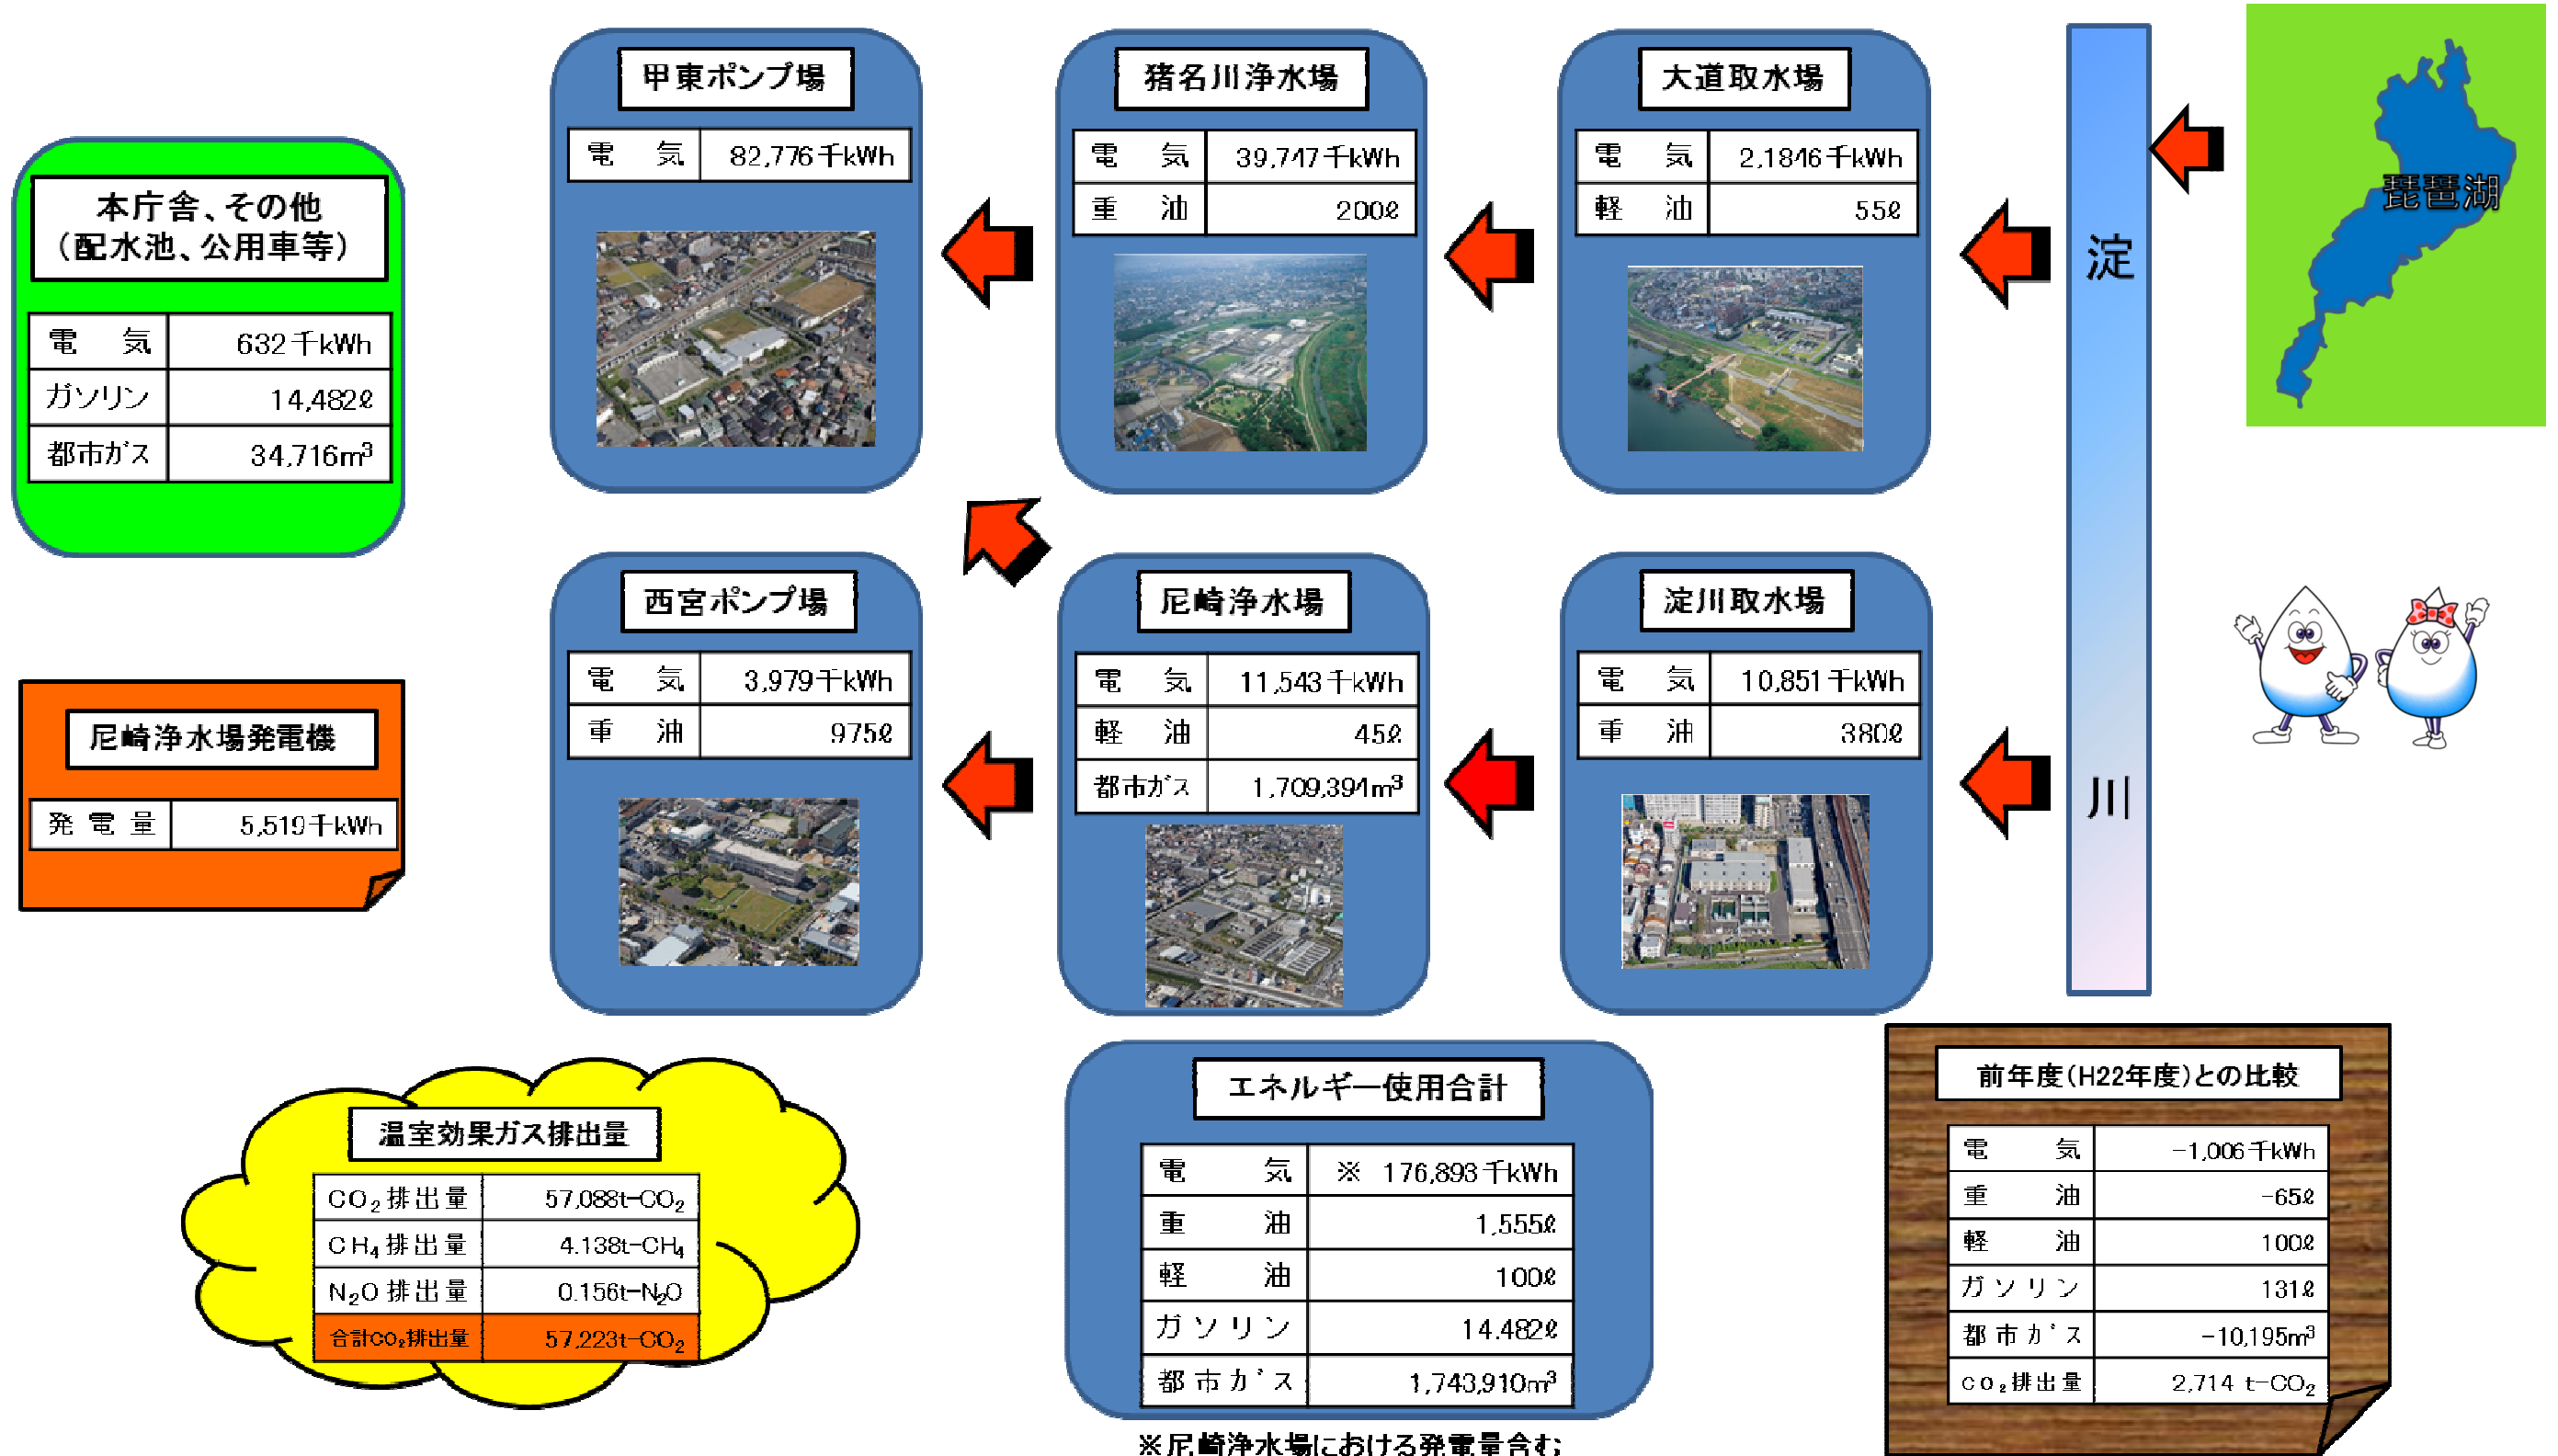 甲東ポンプ場
電 気 82,776千kWh
猪名川浄水場
電 気 39,747千kWh
重 油 200ℓ
大道取水場
電 気 2,1846千kWh
軽 油 55ℓ
淀川
琵琶湖
本庁舎、その他
（配水池、公用車等）
電 気 632千kWh
ガソリン 14,482ℓ
都市ガス 34,716m³
西宮ポンプ場
電 気 3,979千kWh
重 油 975ℓ
尼崎浄水場
電 気 11,543千kWh
軽 油 45ℓ
都市ガス 1,709,394m³
淀川取水場
電 気 10,851千kWh
重 油 380ℓ
尼崎浄水場発電機
発電量 5,519千kWh
温室効果ガス排出量
CO₂排出量 57,088t-CO₂
CH₄排出量 4.138t-CH₄
N₂O排出量 0.156t-N₂O
合計CO₂排出量 57,223t-CO₂
エネルギー使用合計
電 気 ※ 176,893千kWh
重 油 1,555ℓ
軽 油 100ℓ
ガソリン 14.482ℓ
都市ガス 1,743,910m³
※尼崎浄水場における発電量含む
前年度（H22年度）との比較
電 気 -1,006千kWh
重 油 -65ℓ
軽 油 100ℓ
ガソリン 131ℓ
都市ガス -10,195m³
CO₂排出量 2,714 t-CO₂